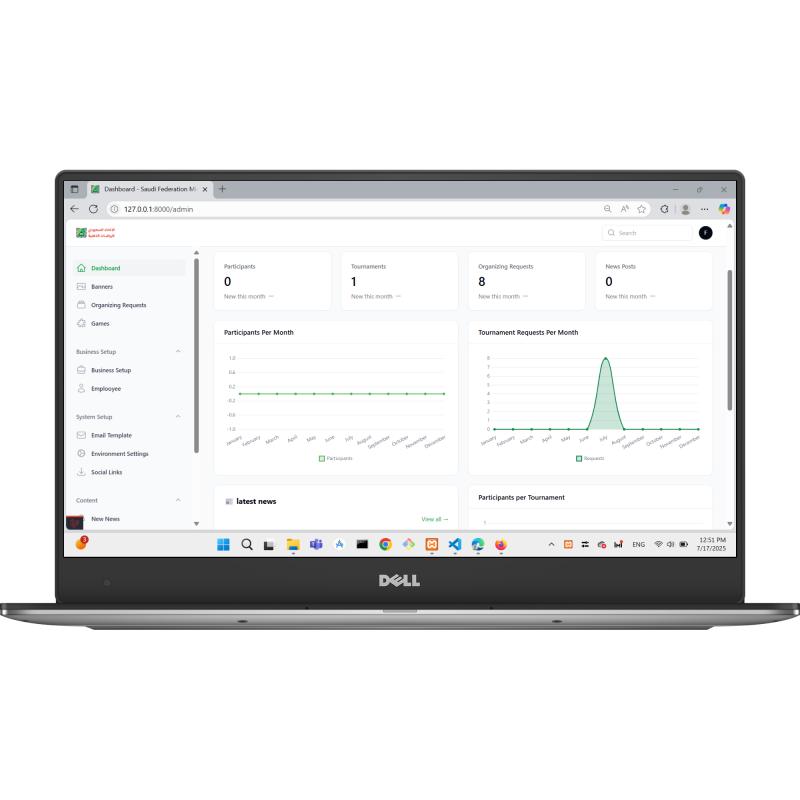 Dashboard - Saudi Federation Mi
127.0.0.1:8000/admin
الاتحاد السعودي
للرياضات الذهنية
Search
F
Dashboard
Banners
Organizing Requests
Games
Business Setup
Business Setup
Emplooyee
System Setup
Email Template
Environment Settings
Social Links
Content
New News
Participants
0
New this month —
Tournaments
1
New this month —
Organizing Requests
8
New this month —
News Posts
0
New this month —
Participants Per Month
1.0
0.6
0.2
-0.2
-0.6
-1.0
January
February
March
April
May
June
July
August
September
October
November
December
Participants
Tournament Requests Per Month
8
7
6
5
4
3
2
1
0
January
February
March
April
May
June
July
August
September
October
November
December
Requests
latest news
View all →
Participants per Tournament
1
3
ENG
12:51 PM
7/17/2025
DELL